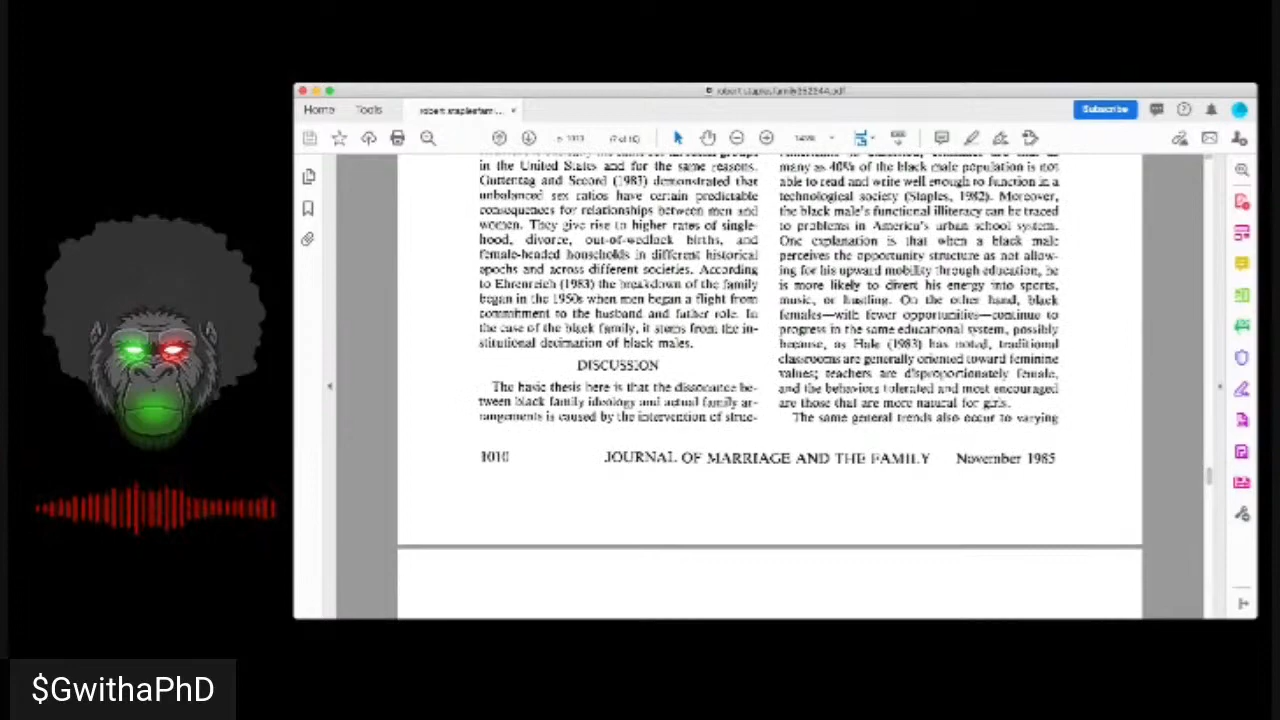 robert staplesfamily352344.pdf
Home
Tools
robert staplesfami...
Subscribe
in the United States and for the same reasons.
Guttentag and Secord (1983) demonstrated that
unbalanced sex ratios have certain predictable
consequences for relationships between men and
women. They give rise to higher rates of single-
hood, divorce, out-of-wedlock births, and
female-headed households in different historical
epochs and across different societies. According
to Ehrenreich (1983) the breakdown of the family
began in the 1950s when men began a flight from
commitment to the husband and father role. In
the case of the black family, it stems from the in-
stitutional decimation of black males.
DISCUSSION
The basic thesis here is that the dissonance be-
tween black family ideology and actual family ar-
rangements is caused by the intervention of struc-
many as 40% of the black male population is not
able to read and write well enough to function in a
technological society (Staples, 1982). Moreover,
the black male's functional illiteracy can be traced
to problems in America's urban school system.
One explanation is that when a black male
perceives the opportunity structure as not allow-
ing for his upward mobility through education, he
is more likely to divert his energy into sports,
music, or hustling. On the other hand, black
females—with fewer opportunities—continue to
progress in the same educational system, possibly
because, as Hale (1983) has noted, traditional
classrooms are generally oriented toward feminine
values; teachers are disproportionately female,
and the behaviors tolerated and most encouraged
are those that are more natural for girls.
The same general trends also occur to varying
1010 JOURNAL OF MARRIAGE AND THE FAMILY November 1985
$GwithaPhD